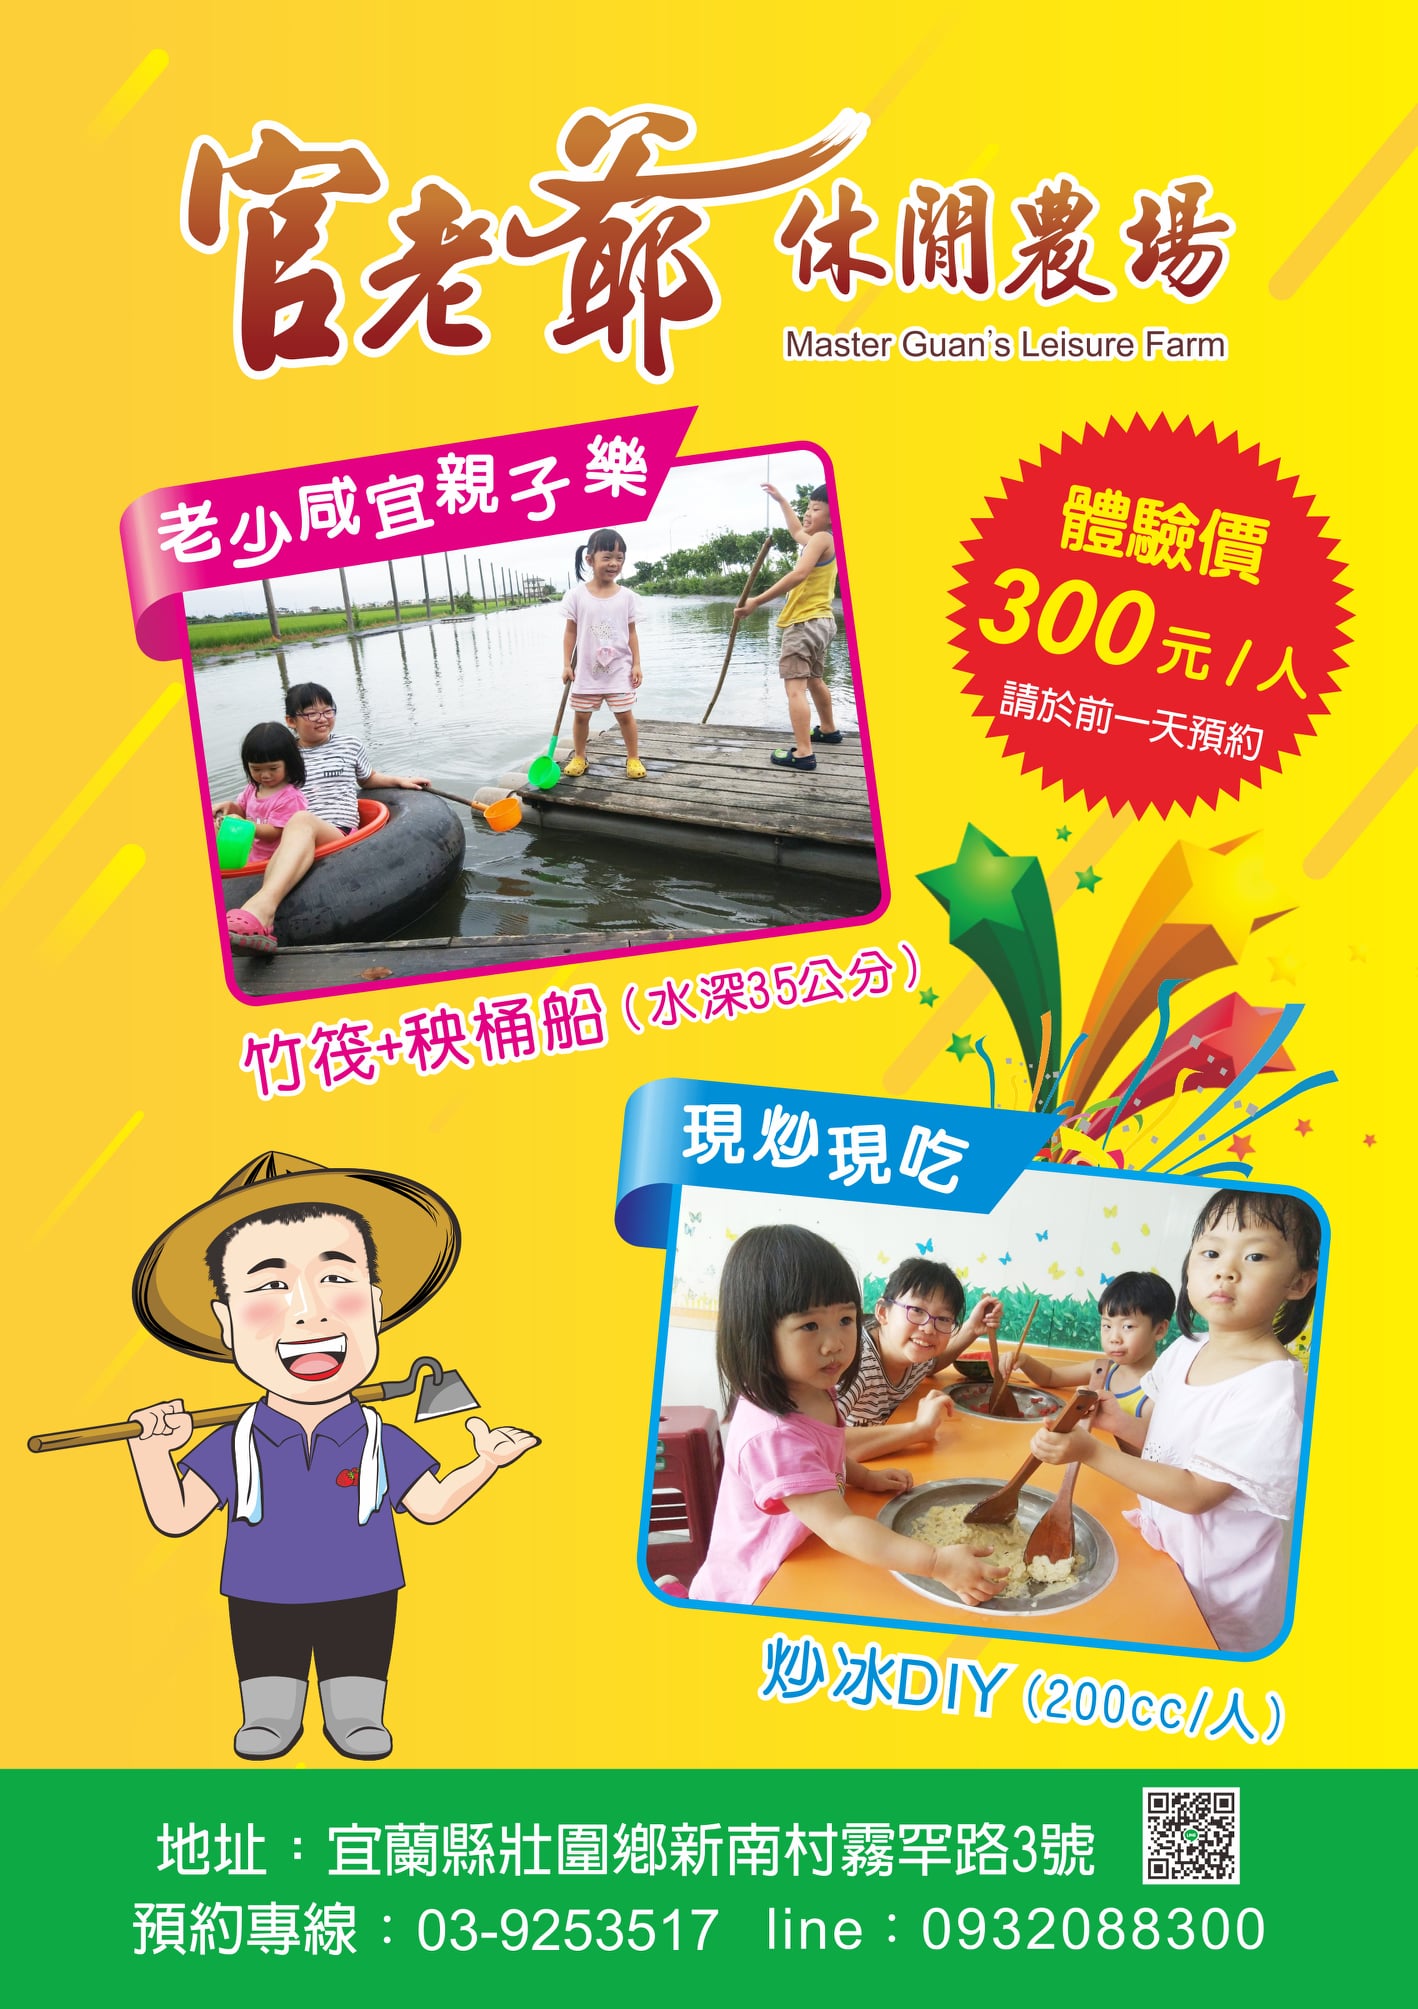 官老爺休閒農場
Master Guan's Leisure Farm
老少咸宜親子樂
體驗價
300元/人
請於前一天預約
竹筏+秧桶船(水深35公分)
現炒現吃
炒冰DIY(200cc/人)
地址：宜蘭縣壯圍鄉新南村霧罕路3號
預約專線：03-9253517 line：0932088300